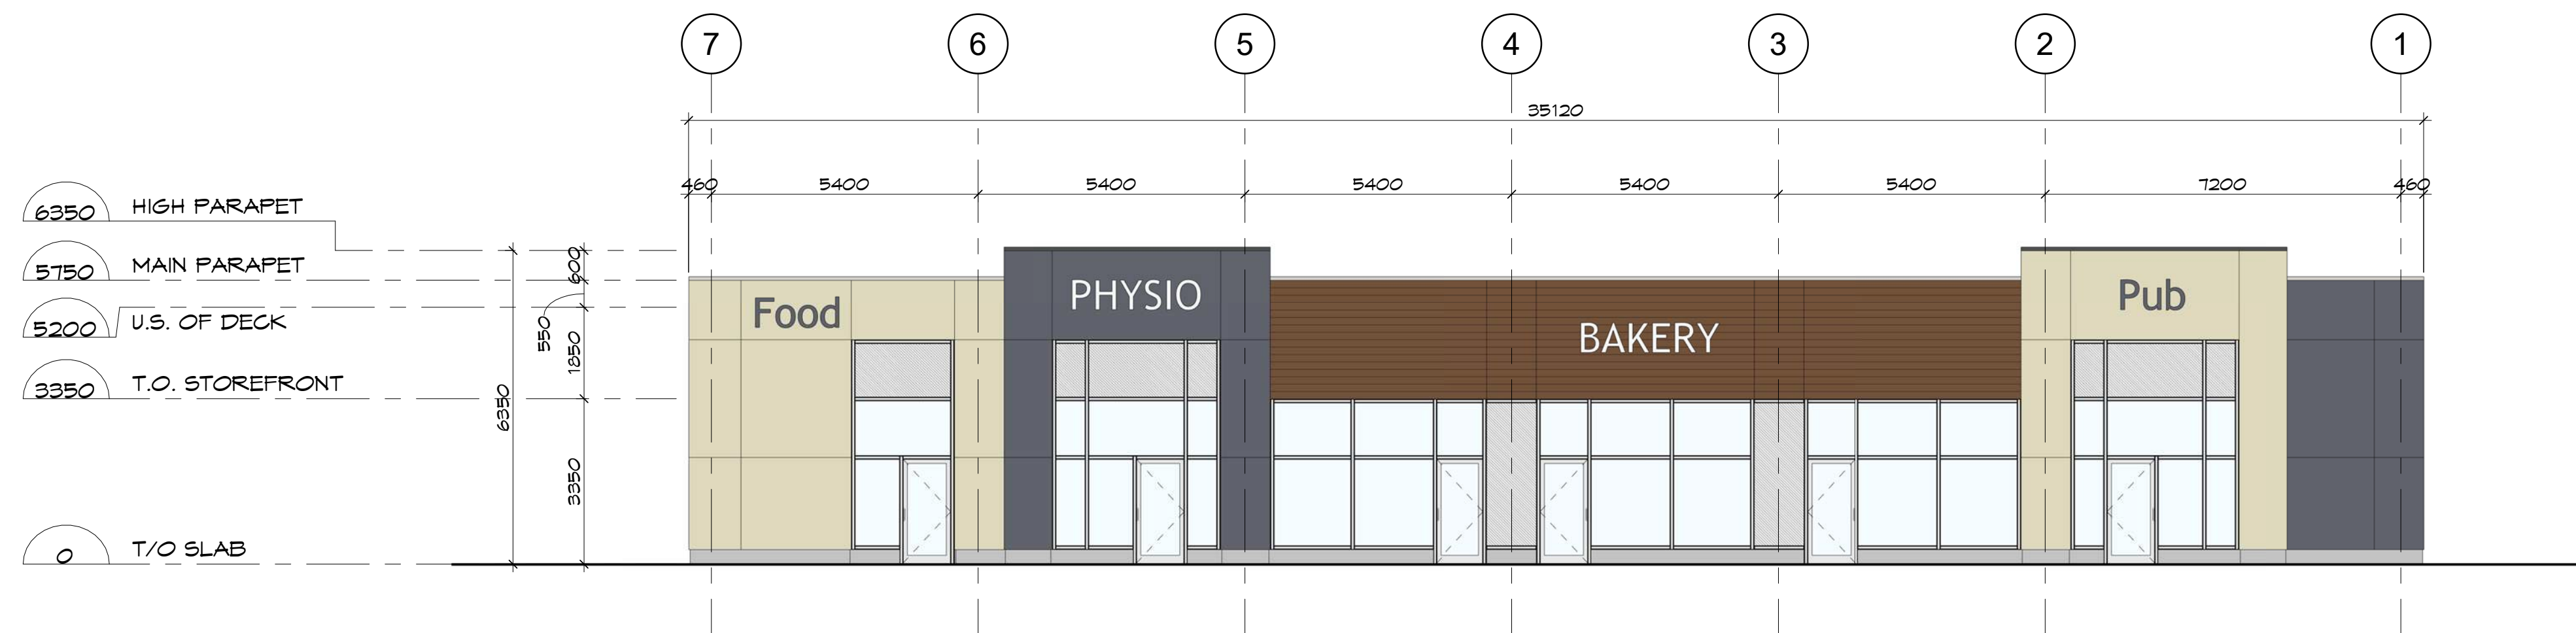 7 6 5 4 3 2 1
35120
460 5400 5400 5400 5400 5400 7200 460
6350 HIGH PARAPET
5750 MAIN PARAPET
5200 U.S. OF DECK
3350 T.O. STOREFRONT
0 T/O SLAB
6350
550
600
1850
3350
Food
PHYSIO
BAKERY
Pub